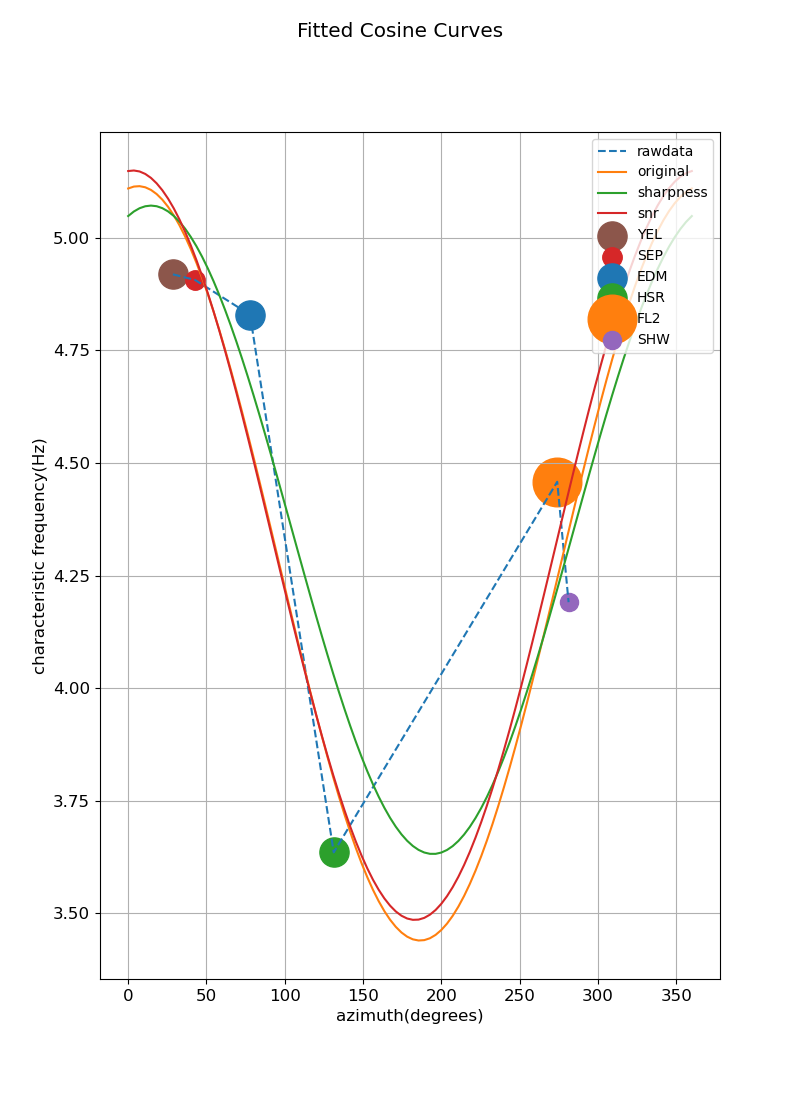 Fitted Cosine Curves
rawdata
original
sharpness
snr
YEL
SEP
EDM
HSR
FL2
SHW
characteristic frequency(Hz)
5.00
4.75
4.50
4.25
4.00
3.75
3.50
0 50 100 150 200 250 300 350
azimuth(degrees)